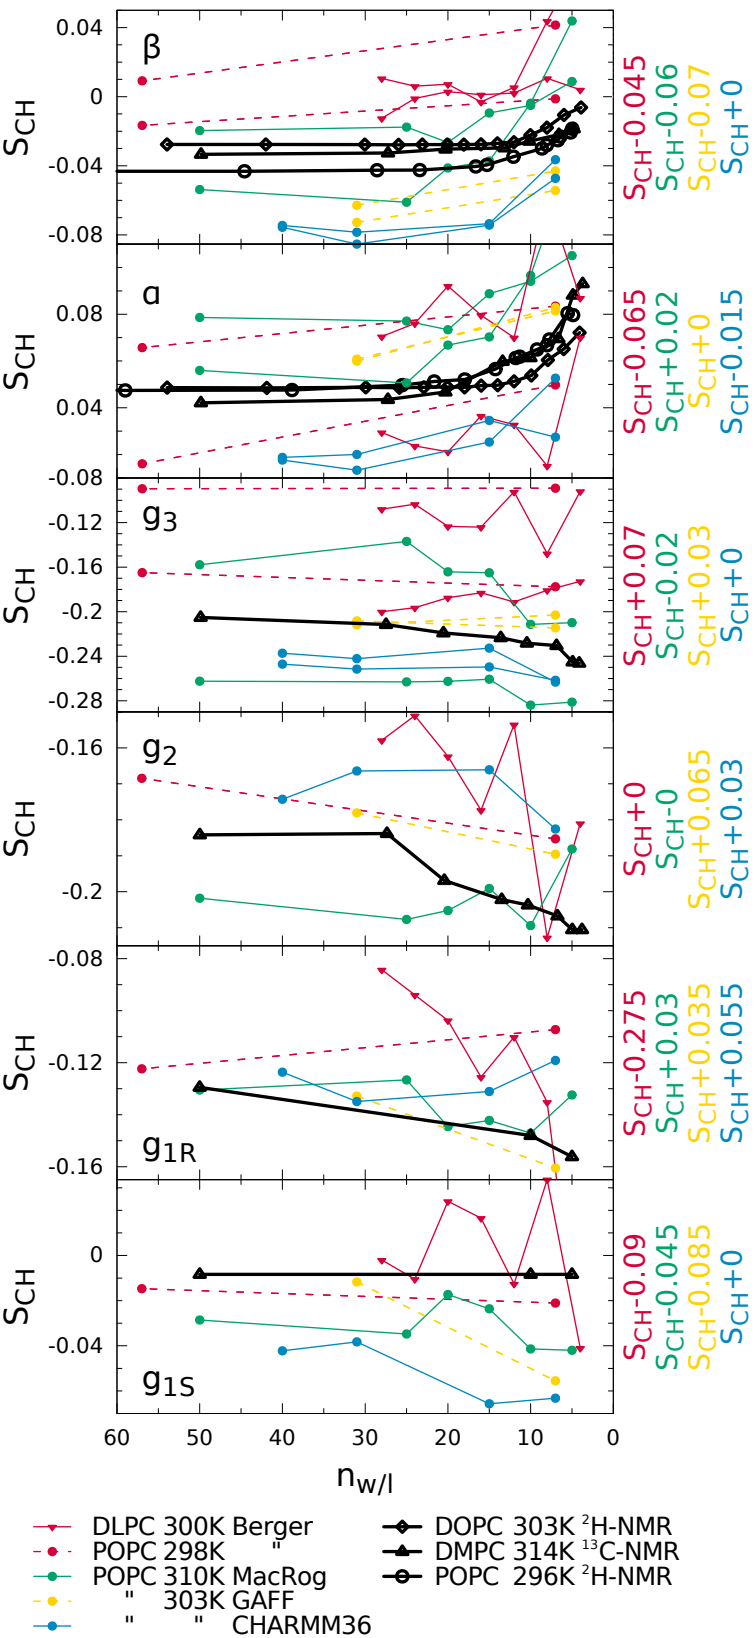 β
0.04
0
-0.04
-0.08
SCH
SCH-0.045
SCH-0.06
SCH-0.07
SCH+0
α
0.08
0.04
-0.08
SCH
SCH-0.065
SCH+0.02
SCH+0
SCH-0.015
g3
-0.12
-0.16
-0.2
-0.24
-0.28
SCH
SCH+0.07
SCH-0.02
SCH+0.03
SCH+0
g2
-0.16
-0.2
SCH
SCH+0
SCH-0
SCH+0.065
SCH+0.03
-0.08
-0.12
-0.16
SCH
g1R
SCH-0.275
SCH+0.03
SCH+0.035
SCH+0.055
0
-0.04
SCH
g1S
SCH-0.09
SCH-0.045
SCH-0.085
SCH+0
60 50 40 30 20 10 0
nw/l
DLPC 300K Berger
POPC 298K "
POPC 310K MacRog
" 303K GAFF
" " CHARMM36
DOPC 303K ²H-NMR
DMPC 314K ¹³C-NMR
POPC 296K ²H-NMR